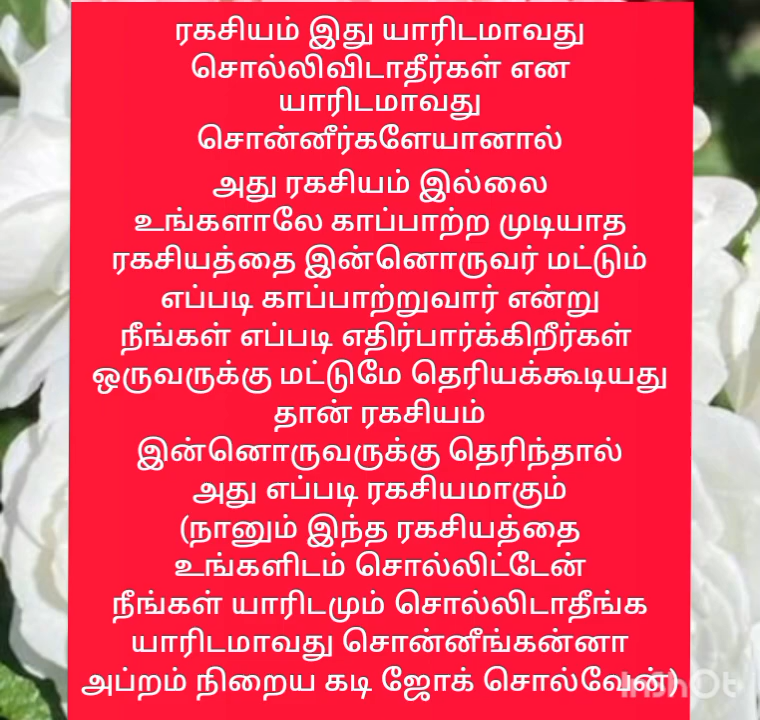 ரகசியம் இது யாரிடமாவது
சொல்லிவிடாதீர்கள் என
யாரிடமாவது
சொன்னீர்களேயானால்
அது ரகசியம் இல்லை
உங்களாலே காப்பாற்ற முடியாத
ரகசியத்தை இன்னொருவர் மட்டும்
எப்படி காப்பாற்றுவார் என்று
நீங்கள் எப்படி எதிர்பார்க்கிறீர்கள்
ஒருவருக்கு மட்டுமே தெரியக்கூடியது
தான் ரகசியம்
இன்னொருவருக்கு தெரிந்தால்
அது எப்படி ரகசியமாகும்
(நானும் இந்த ரகசியத்தை
உங்களிடம் சொல்லிட்டேன்
நீங்கள் யாரிடமும் சொல்லிடாதீங்க
யாரிடமாவது சொன்னீங்கன்னா
அப்றம் நிறைய கடி ஜோக் சொல்வேன்)
InShOt